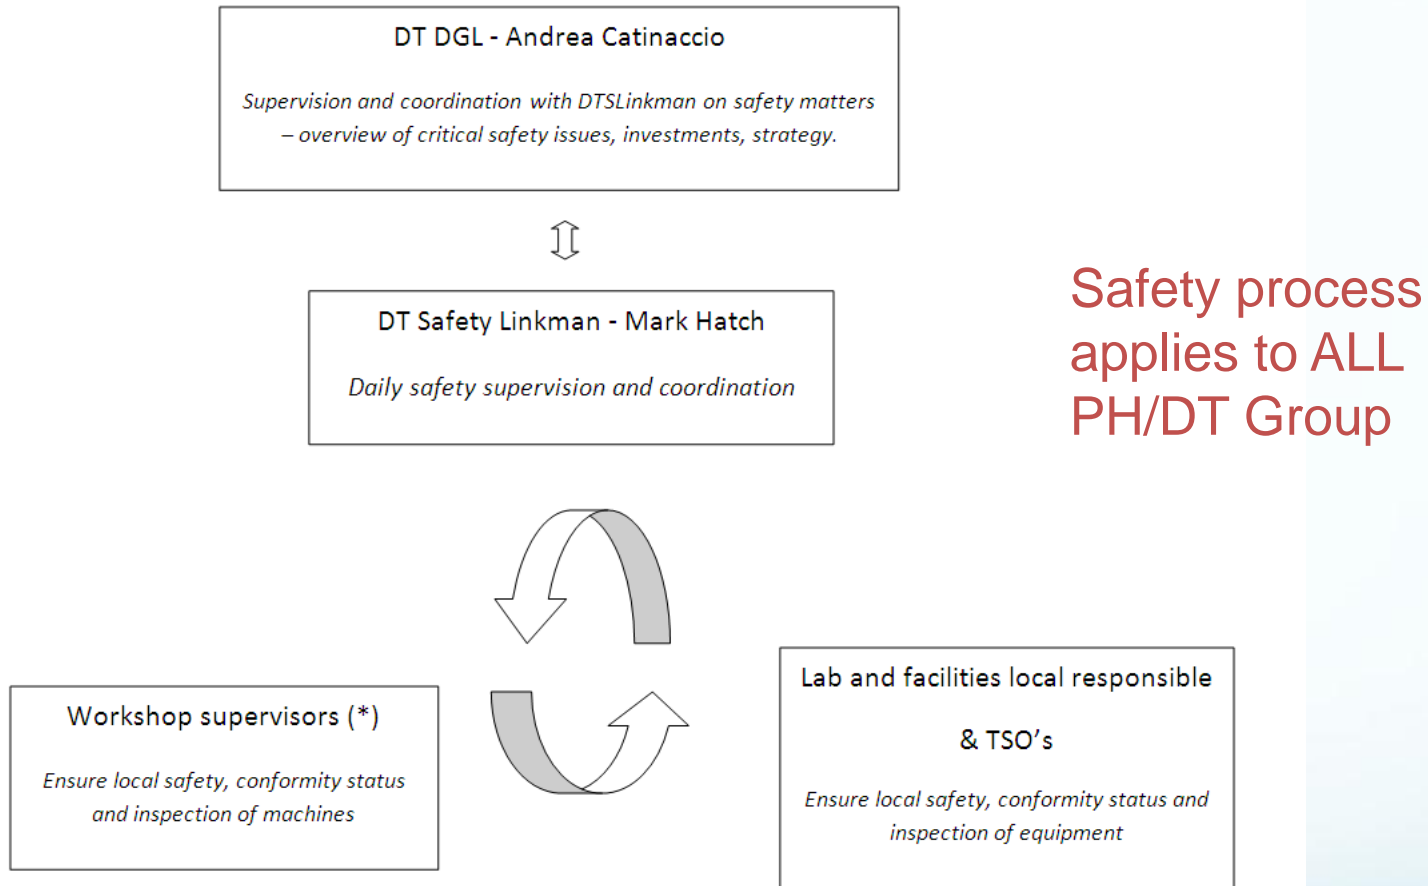 DT DGL - Andrea Catinaccio
Supervision and coordination with DTSLinkman on safety matters
– overview of critical safety issues, investments, strategy.
DT Safety Linkman - Mark Hatch
Daily safety supervision and coordination
Safety process
applies to ALL
PH/DT Group
Workshop supervisors (*)
Ensure local safety, conformity status
and inspection of machines
Lab and facilities local responsible
& TSO’s
Ensure local safety, conformity status and
inspection of equipment